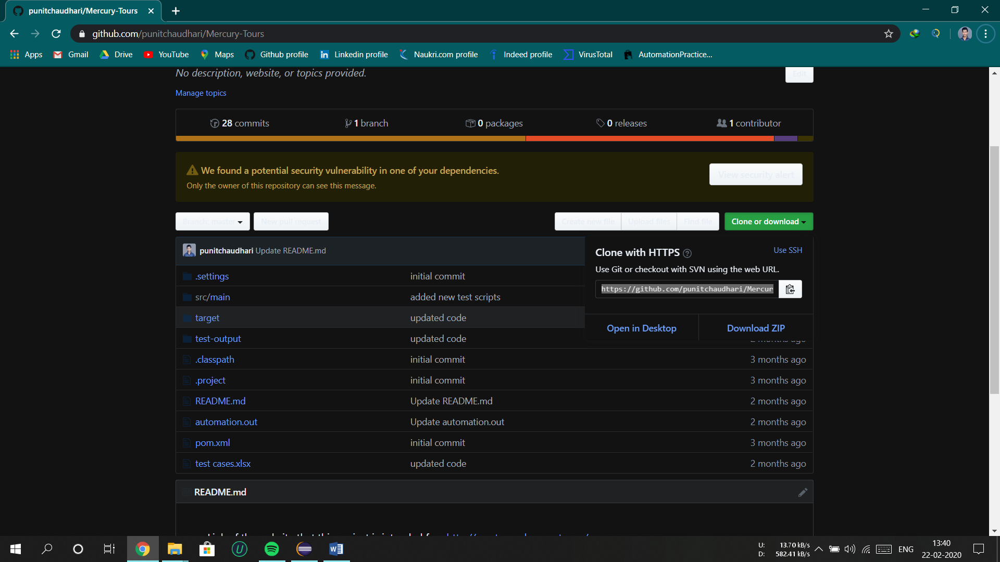 punitchaudhari/Mercury-Tours
github.com/punitchaudhari/Mercury-Tours
Apps Gmail Drive YouTube Maps Github profile Linkedin profile Naukri.com profile Indeed profile VirusTotal AutomationPractice...
No description, website, or topics provided.
Edit
Manage topics
28 commits 1 branch 0 packages 0 releases 1 contributor
We found a potential security vulnerability in one of your dependencies.
Only the owner of this repository can see this message.
View security alert
Branch: master New pull request Create new file Upload files Find file Clone or download
punitchaudhari Update README.md
Clone with HTTPS ? Use SSH
Use Git or checkout with SVN using the web URL.
https://github.com/punitchaudhari/Mercur
Open in Desktop Download ZIP
.settings initial commit
src/main added new test scripts
target updated code
test-output updated code 2 months ago
.classpath initial commit 3 months ago
.project initial commit 3 months ago
README.md Update README.md 2 months ago
automation.out Update automation.out 2 months ago
pom.xml initial commit 3 months ago
test cases.xlsx updated code 2 months ago
README.md
U: 13.70 kB/s
D: 582.41 kB/s
ENG
13:40
22-02-2020